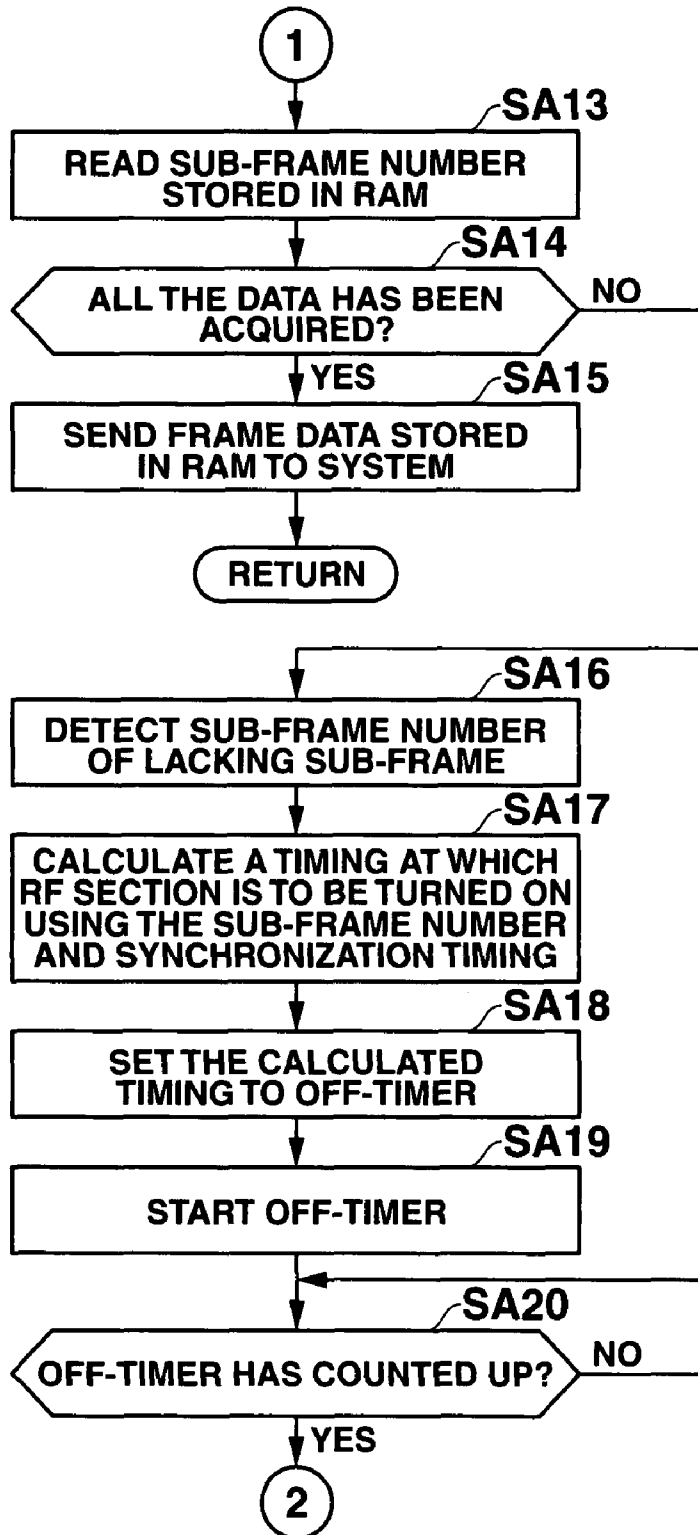 1
SA13
READ SUB-FRAME NUMBER
STORED IN RAM
SA14
ALL THE DATA HAS BEEN
ACQUIRED?
NO
YES
SA15
SEND FRAME DATA STORED
IN RAM TO SYSTEM
RETURN
SA16
DETECT SUB-FRAME NUMBER
OF LACKING SUB-FRAME
SA17
CALCULATE A TIMING AT WHICH
RF SECTION IS TO BE TURNED ON
USING THE SUB-FRAME NUMBER
AND SYNCHRONIZATION TIMING
SA18
SET THE CALCULATED
TIMING TO OFF-TIMER
SA19
START OFF-TIMER
SA20
OFF-TIMER HAS COUNTED UP?
NO
YES
2